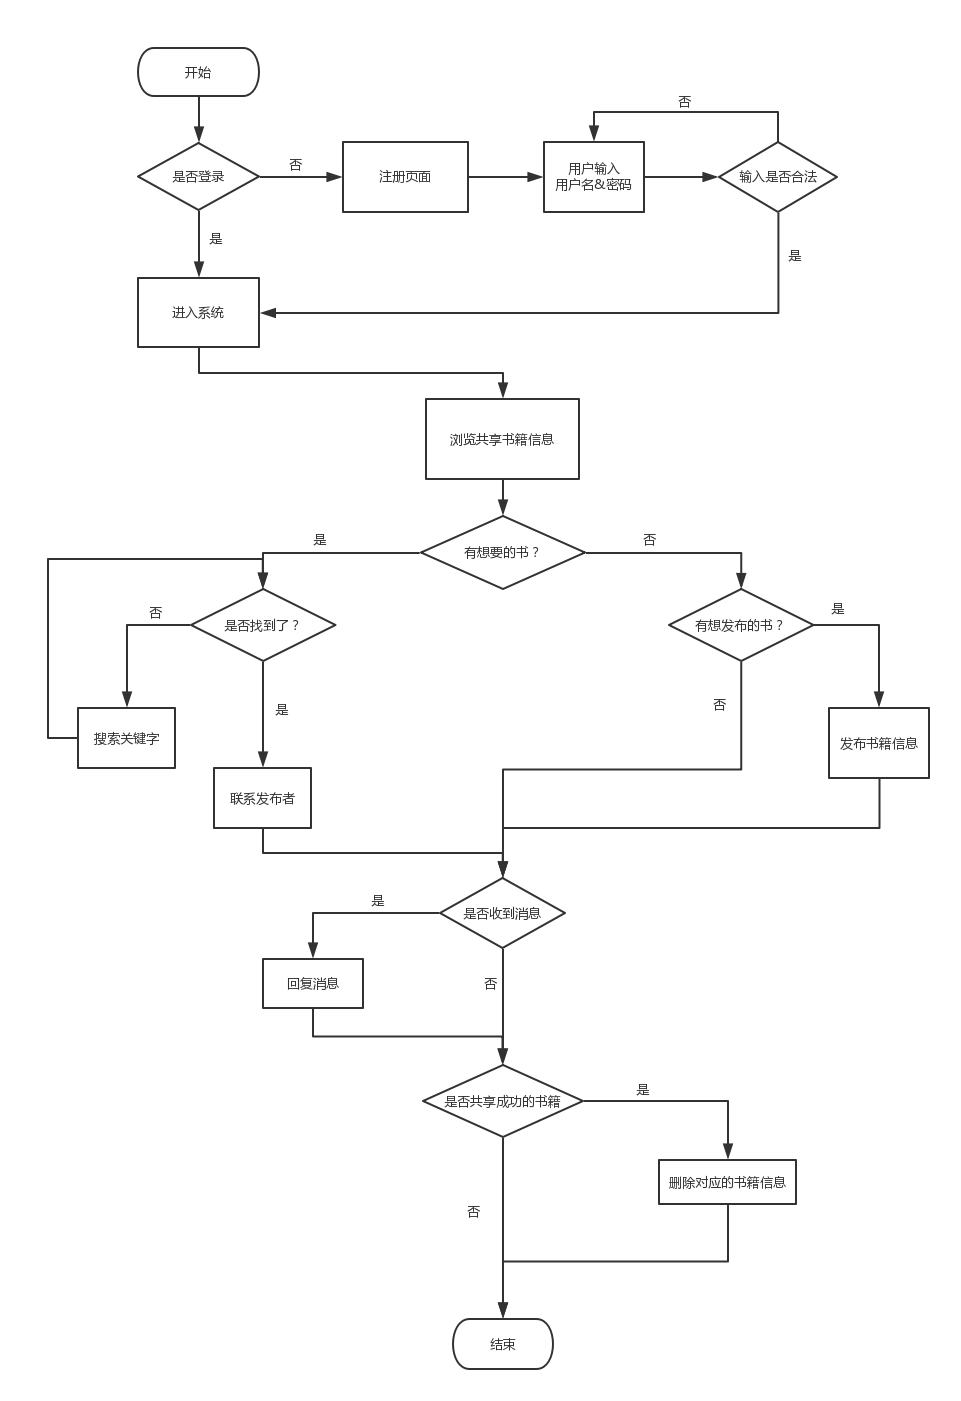 开始
否
是否登录
否
注册页面
用户输入
用户名&密码
输入是否合法
是
是
进入系统
浏览共享书籍信息
是
有想要的书？
否
否
是否找到了？
有想发布的书？
是
搜索关键字
是
否
发布书籍信息
联系发布者
是
是否收到消息
回复消息
否
是否共享成功的书籍
是
删除对应的书籍信息
否
结束